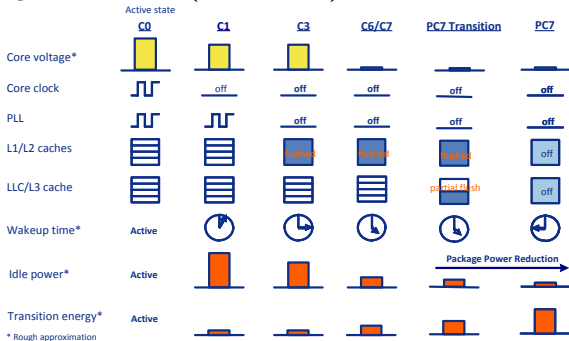 Active state
C0 C1 C3 C6/C7 PC7 Transition PC7
Core voltage*
Core clock off off off off off
PLL off off off off
L1/L2 caches flushed flushed flushed off
LLC/L3 cache partial flush off
Wakeup time* Active
Package Power Reduction
Idle power* Active
Transition energy* Active
* Rough approximation